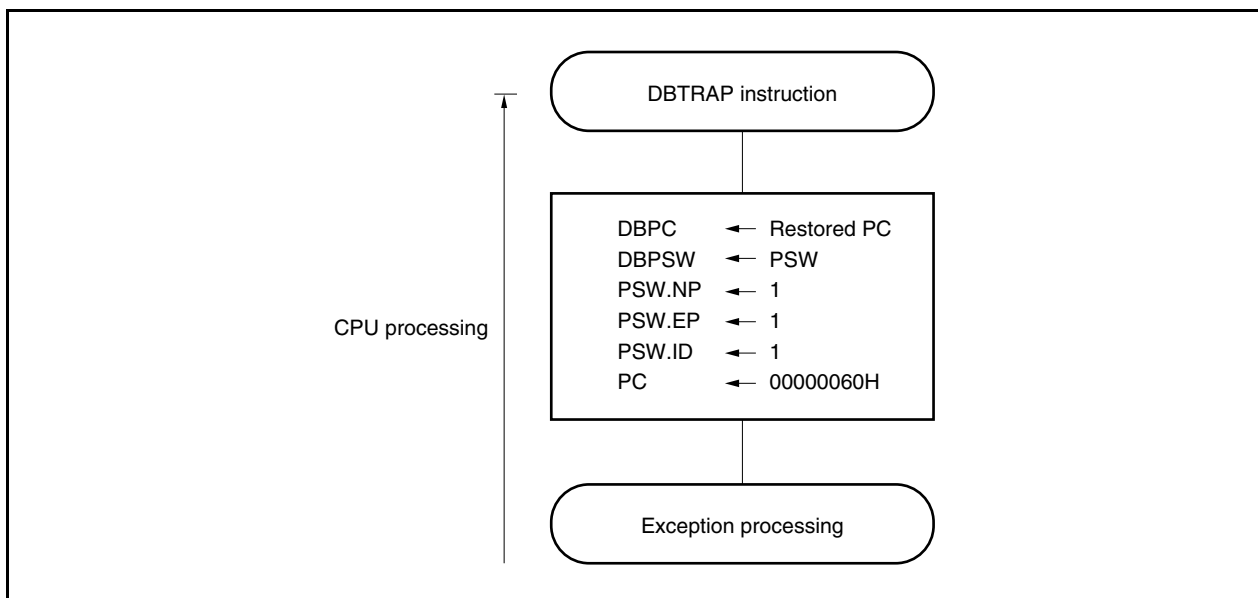 DBTRAP instruction
CPU processing
DBPC ← Restored PC
DBPSW ← PSW
PSW.NP ← 1
PSW.EP ← 1
PSW.ID ← 1
PC ← 00000060H
Exception processing